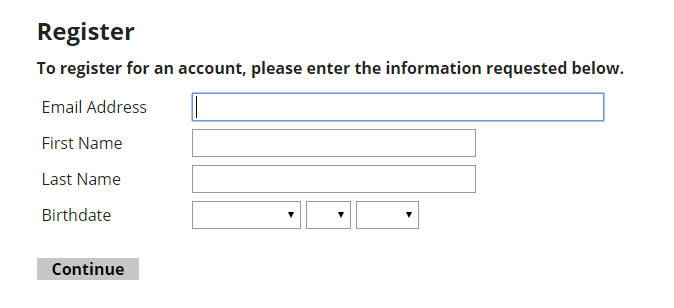 Register
To register for an account, please enter the information requested below.
Email Address
First Name
Last Name
Birthdate
Continue